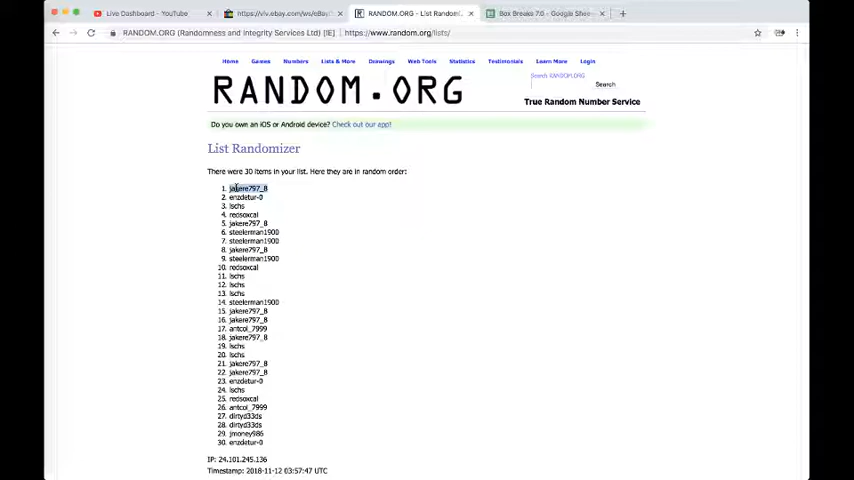 Live Dashboard - YouTube
https://viv.ebay.com/ws/eBay
RANDOM.ORG - List Randomi
Box Breaks 7.0 - Google Shee
RANDOM.ORG (Randomness and Integrity Services Ltd) [IE] | https://www.random.org/lists/
Home Games Numbers Lists & More Drawings Web Tools Statistics Testimonials Learn More Login
RANDOM.ORG
Search RANDOM.ORG
Search
True Random Number Service
Do you own an iOS or Android device? Check out our app!
List Randomizer
There were 30 items in your list. Here they are in random order:
1. jakere797_8
2. enzdetur-0
3. lschs
4. redsoxcal
5. jakere797_8
6. steelerman1900
7. steelerman1900
8. jakere797_8
9. steelerman1900
10. redsoxcal
11. lschs
12. lschs
13. lschs
14. steelerman1900
15. jakere797_8
16. jakere797_8
17. antcol_7999
18. jakere797_8
19. lschs
20. lschs
21. jakere797_8
22. jakere797_8
23. enzdetur-0
24. lschs
25. redsoxcal
26. antcol_7999
27. dirtyd33ds
28. dirtyd33ds
29. jmoney986
30. enzdetur-0
IP: 24.101.245.136
Timestamp: 2018-11-12 03:57:47 UTC